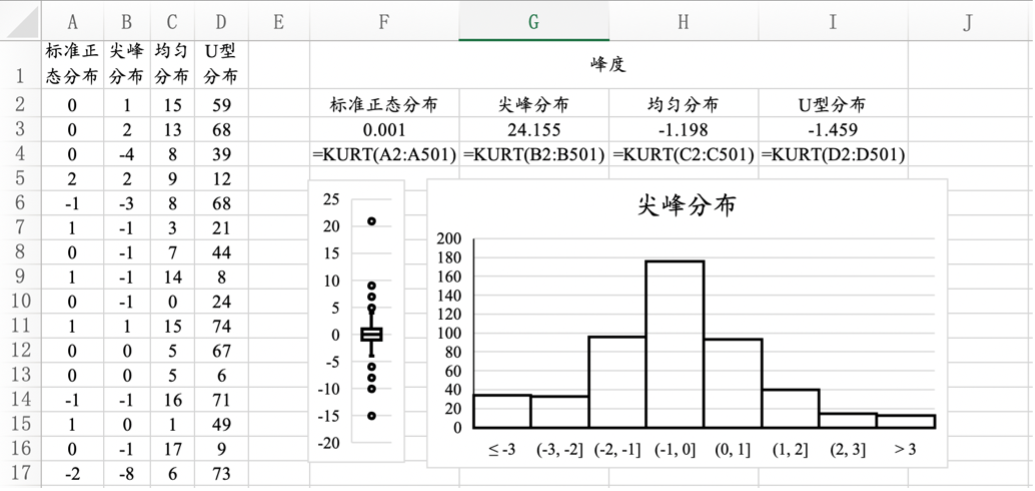 A B C D E F G H I J
1 标准正态分布 尖峰分布 均匀分布 U型分布 峰度
2 0 1 15 59 标准正态分布 尖峰分布 均匀分布 U型分布
3 0 2 13 68 0.001 24.155 -1.198 -1.459
4 0 -4 8 39 =KURT(A2:A501) =KURT(B2:B501) =KURT(C2:C501) =KURT(D2:D501)
5 2 2 9 12
6 -1 -3 8 68
7 1 -1 3 21
8 0 -1 7 44
9 1 -1 14 8
10 0 -1 0 24
11 1 1 15 74
12 0 0 5 67
13 0 0 5 6
14 -1 -1 16 71
15 1 0 1 49
16 0 -1 17 9
17 -2 -8 6 73
25
20
15
10
5
0
-5
-10
-15
-20
尖峰分布
200
180
160
140
120
100
80
60
40
20
0
≤ -3 (-3, -2] (-2, -1] (-1, 0] (0, 1] (1, 2] (2, 3] > 3